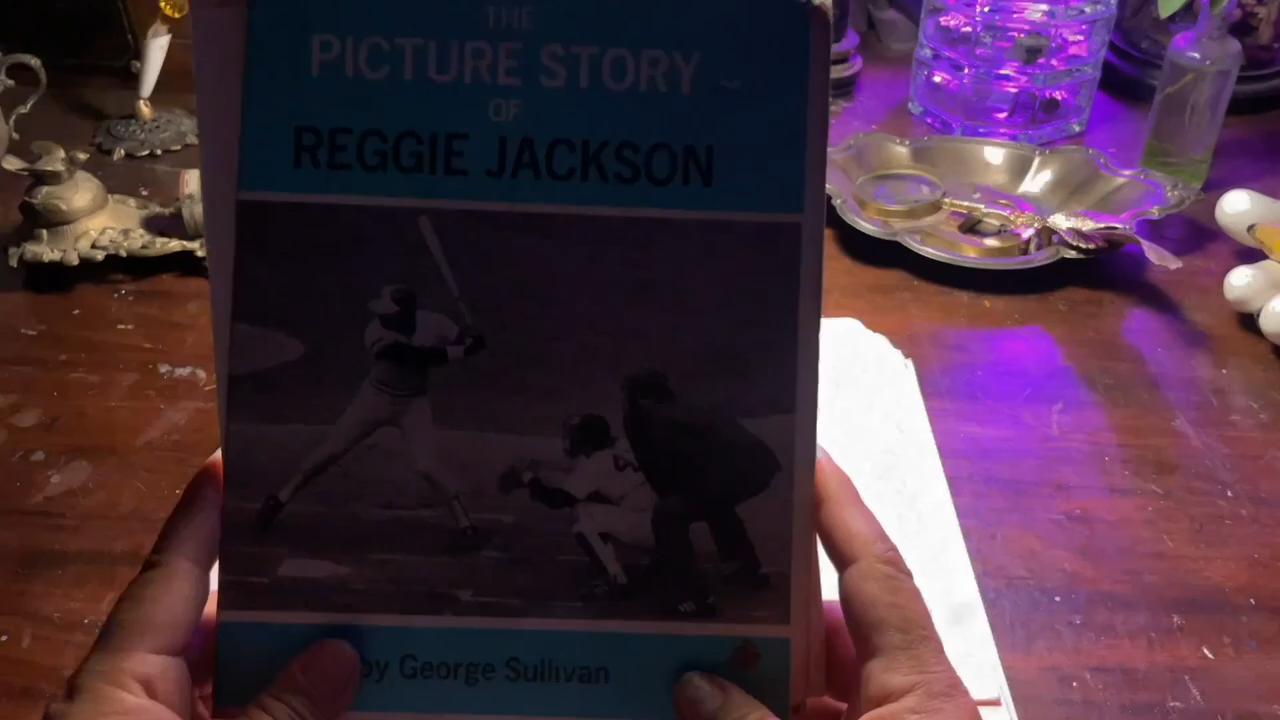 THE
PICTURE STORY
OF
REGGIE JACKSON
by George Sullivan